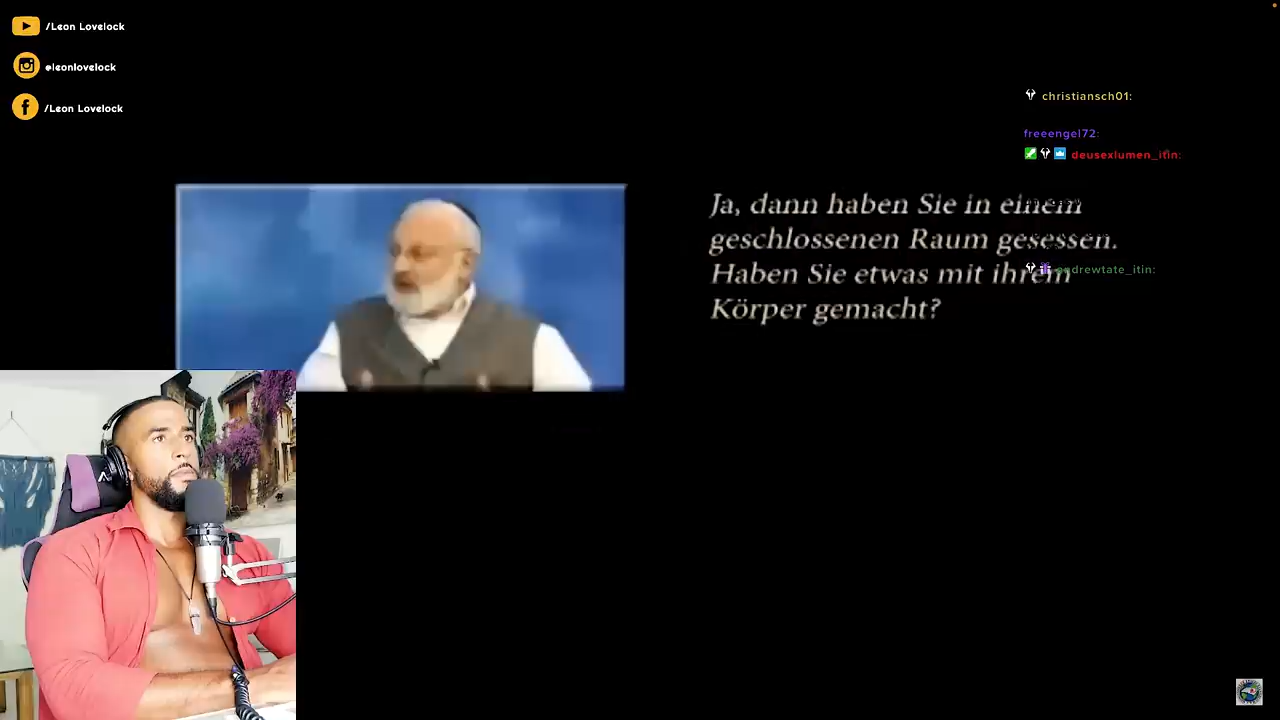 /Leon Lovelock
@leonlovelock
/Leon Lovelock
christiansch01:
freeengel72:
deusexlumen_itin:
Ja, dann haben Sie in einem
geschlossenen Raum gesessen.
Haben Sie etwas mit ihrem
Körper gemacht?
andrewtate_itin: